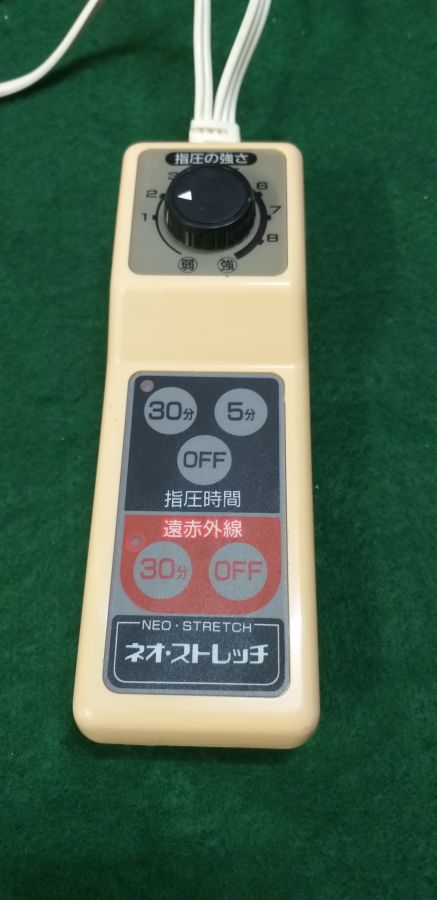 指圧の強さ
3
2
6
1
7
8
弱 強
30分 5分
OFF
指圧時間
遠赤外線
30分 OFF
NEO・STRETCH
ネオ・ストレッチ